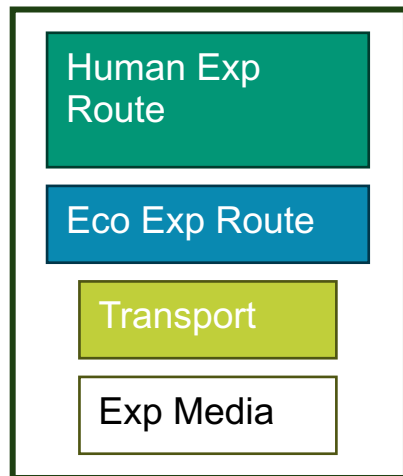 Human Exp
Route
Eco Exp Route
Transport
Exp Media